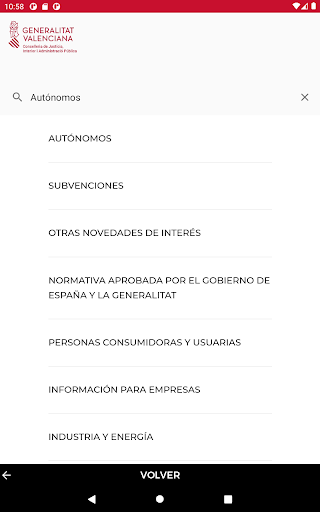 10:58
GENERALITAT
VALENCIANA
Conselleria de Justícia,
Interior i Administració Pública
Autónomos
AUTÓNOMOS
SUBVENCIONES
OTRAS NOVEDADES DE INTERÉS
NORMATIVA APROBADA POR EL GOBIERNO DE
ESPAÑA Y LA GENERALITAT
PERSONAS CONSUMIDORAS Y USUARIAS
INFORMACIÓN PARA EMPRESAS
INDUSTRIA Y ENERGÍA
VOLVER